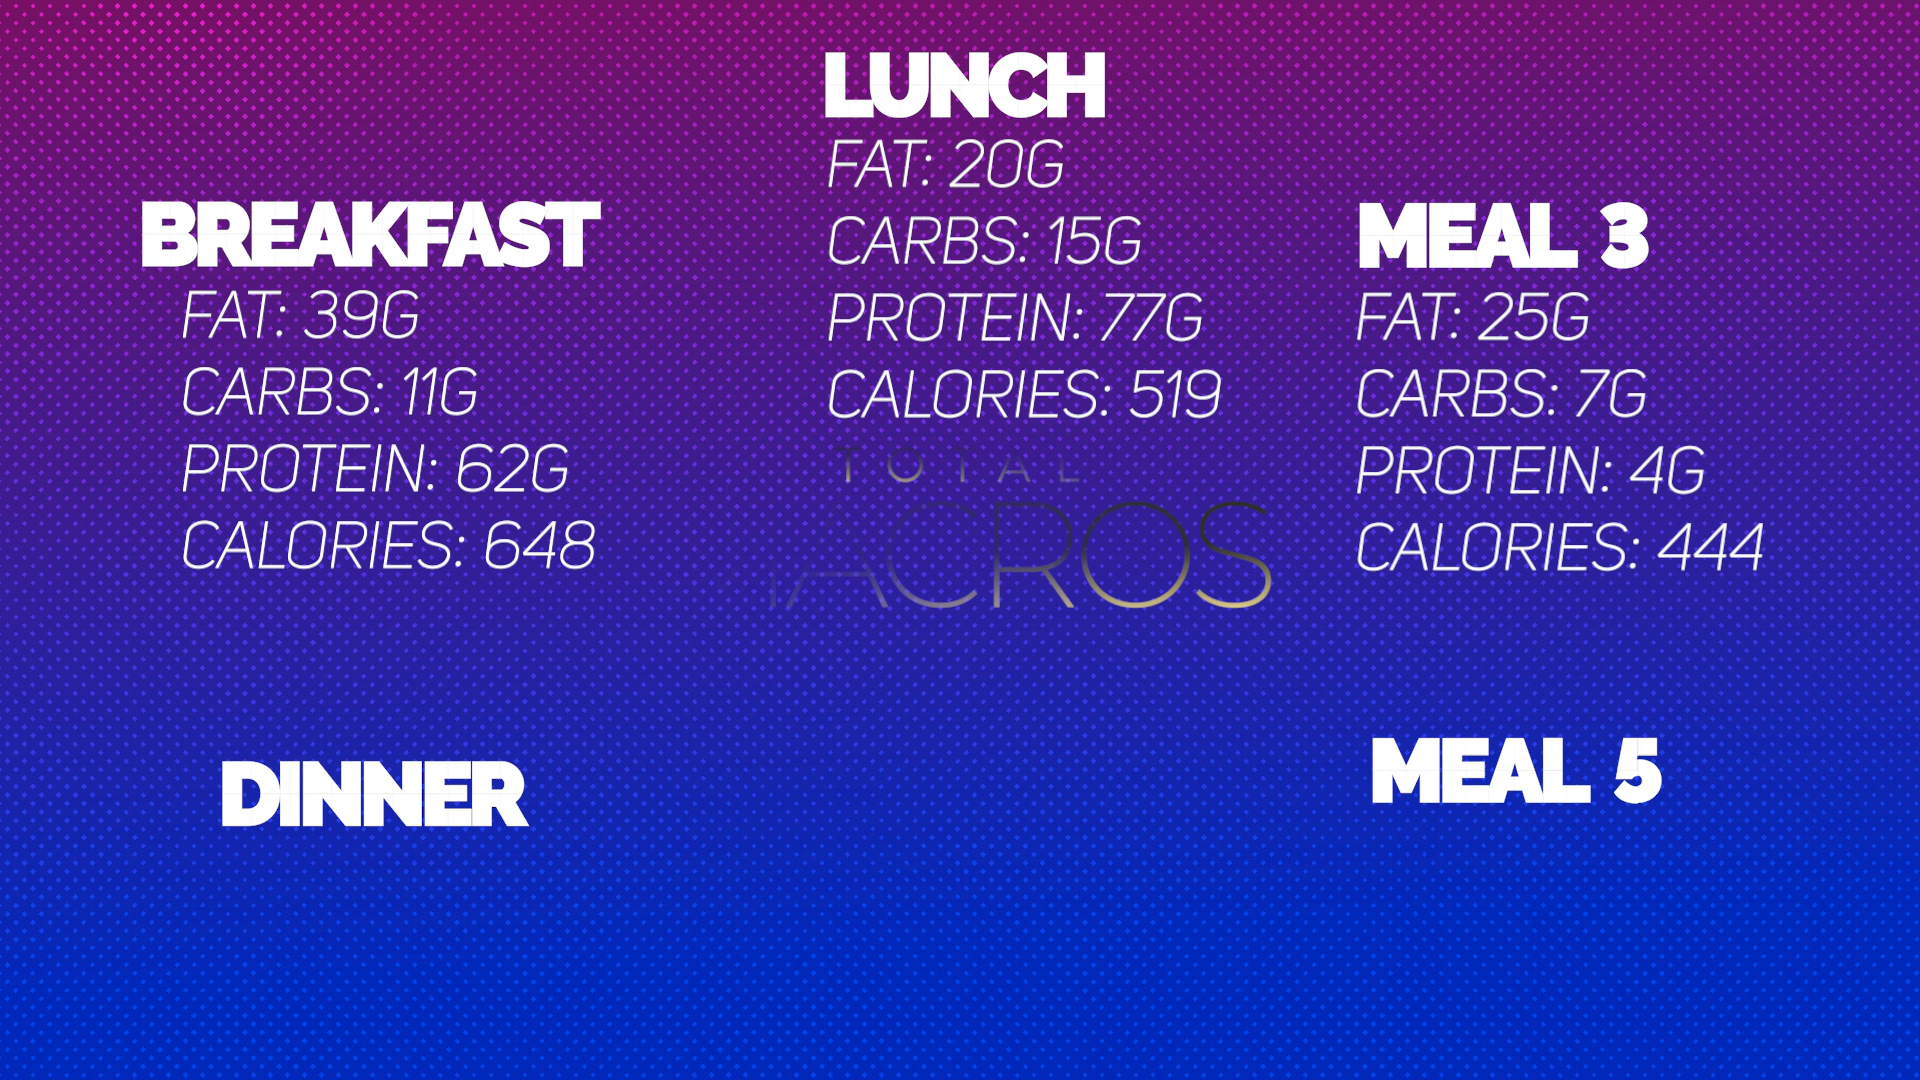 BREAKFAST
FAT: 39G
CARBS: 11G
PROTEIN: 62G
CALORIES: 648
LUNCH
FAT: 20G
CARBS: 15G
PROTEIN: 77G
CALORIES: 519
MEAL 3
FAT: 25G
CARBS: 7G
PROTEIN: 4G
CALORIES: 444
TOTAL
MACROS
DINNER
MEAL 5